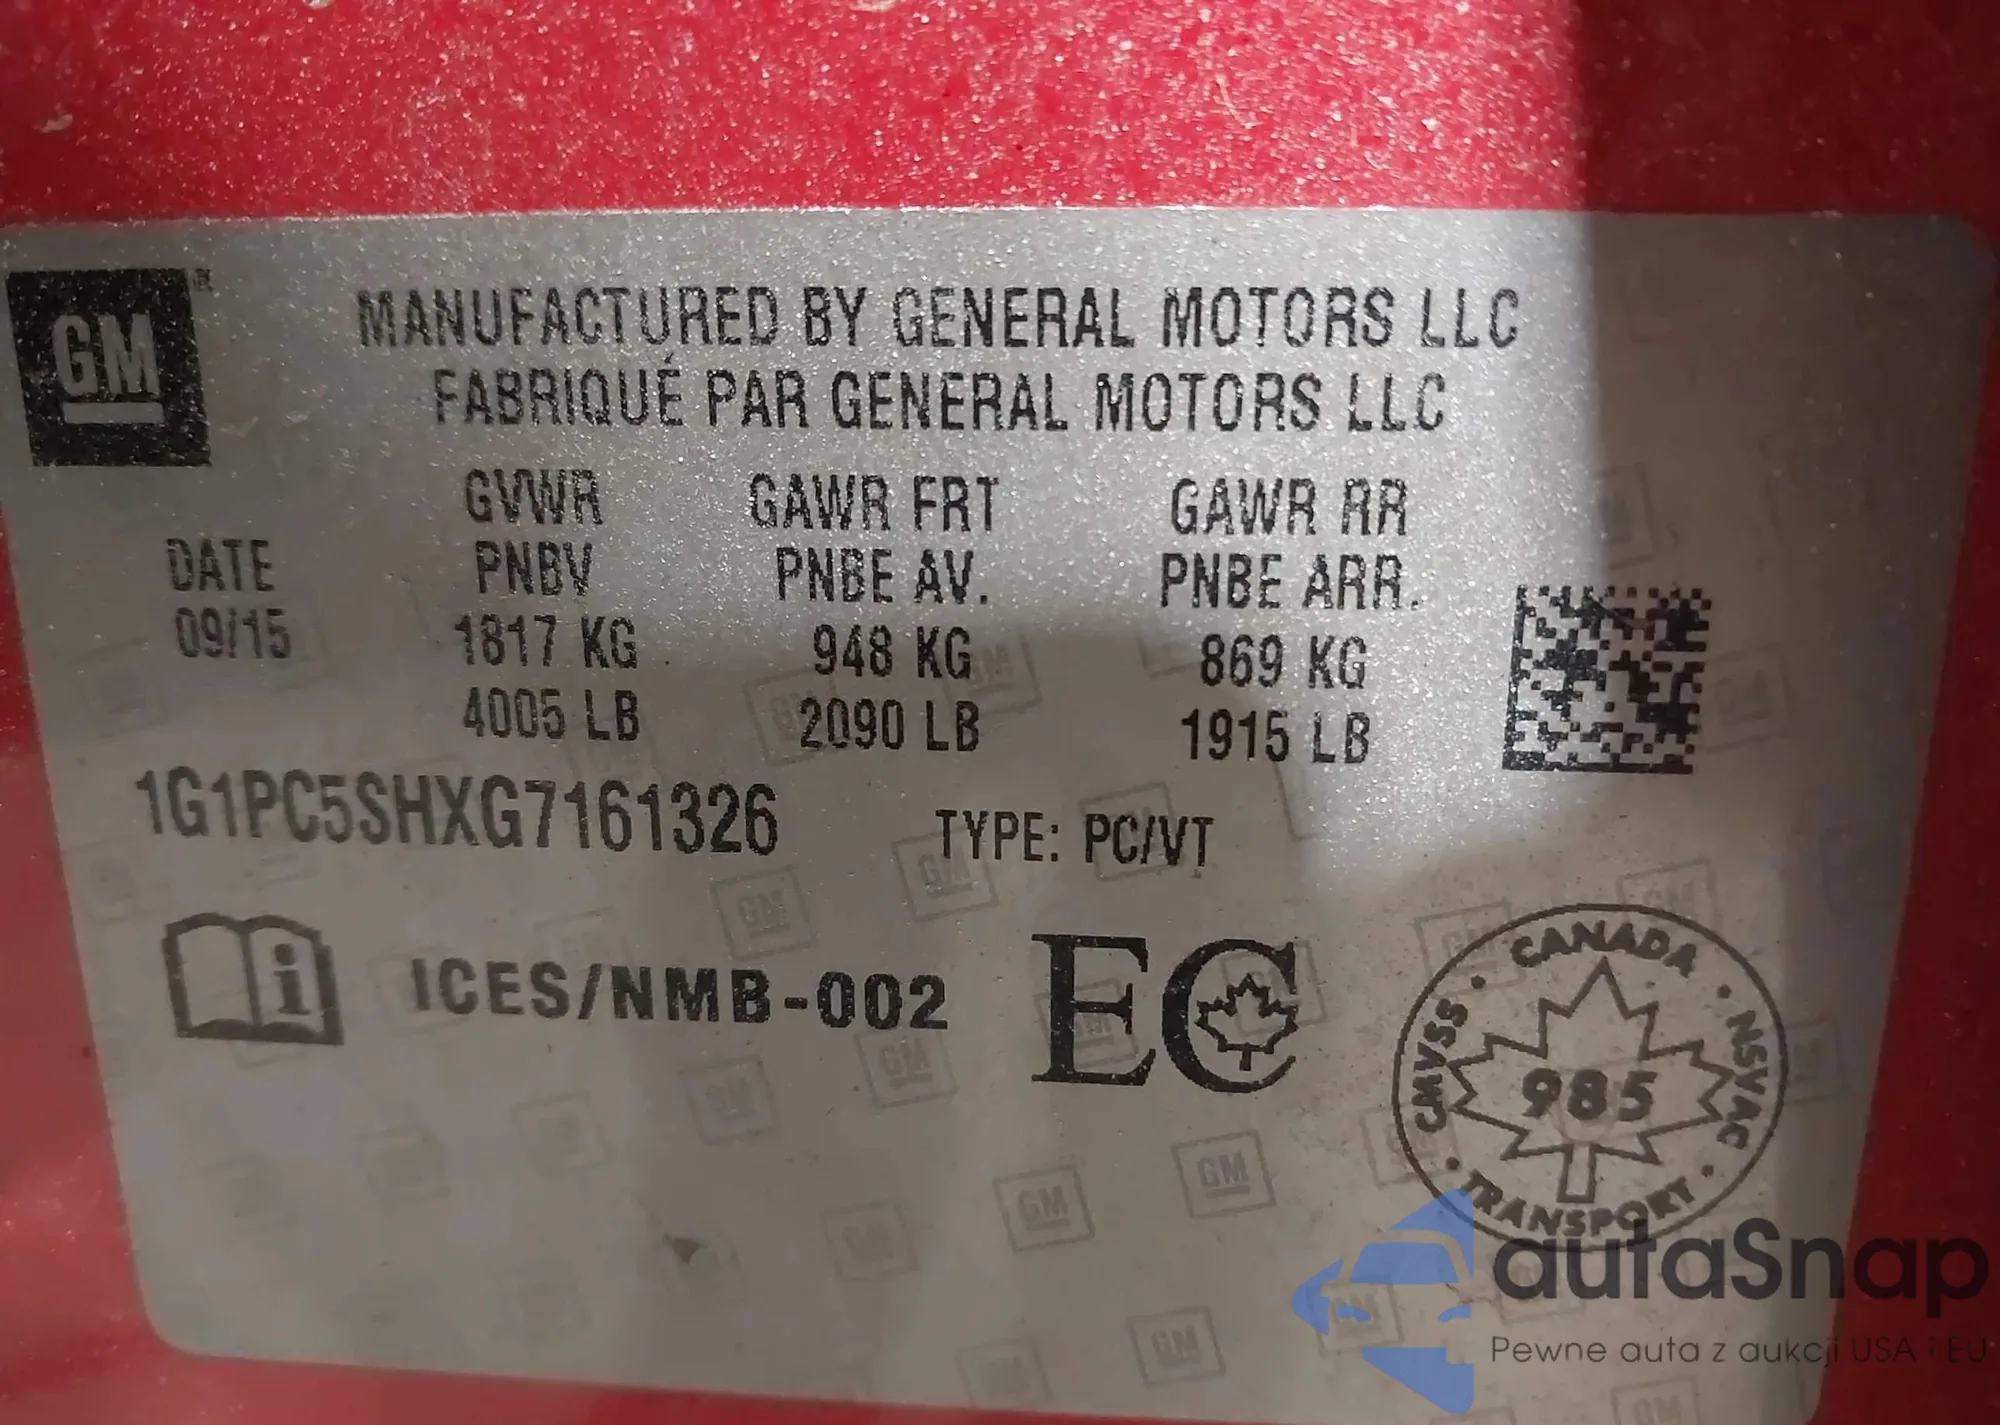 GM
MANUFACTURED BY GENERAL MOTORS LLC
FABRIQUÉ PAR GENERAL MOTORS LLC
GVWR GAWR FRT GAWR RR
DATE PNBV PNBE AV. PNBE ARR.
09/15 1817 KG 948 KG 869 KG
4005 LB 2090 LB 1915 LB
1G1PC5SHXG7161326 TYPE: PC/VT
i ICES/NMB-002 EC
CANADA
CMVSS · NSVAC
985
TRANSPORT
autaSnap
Pewne auta z aukcji USA i EU